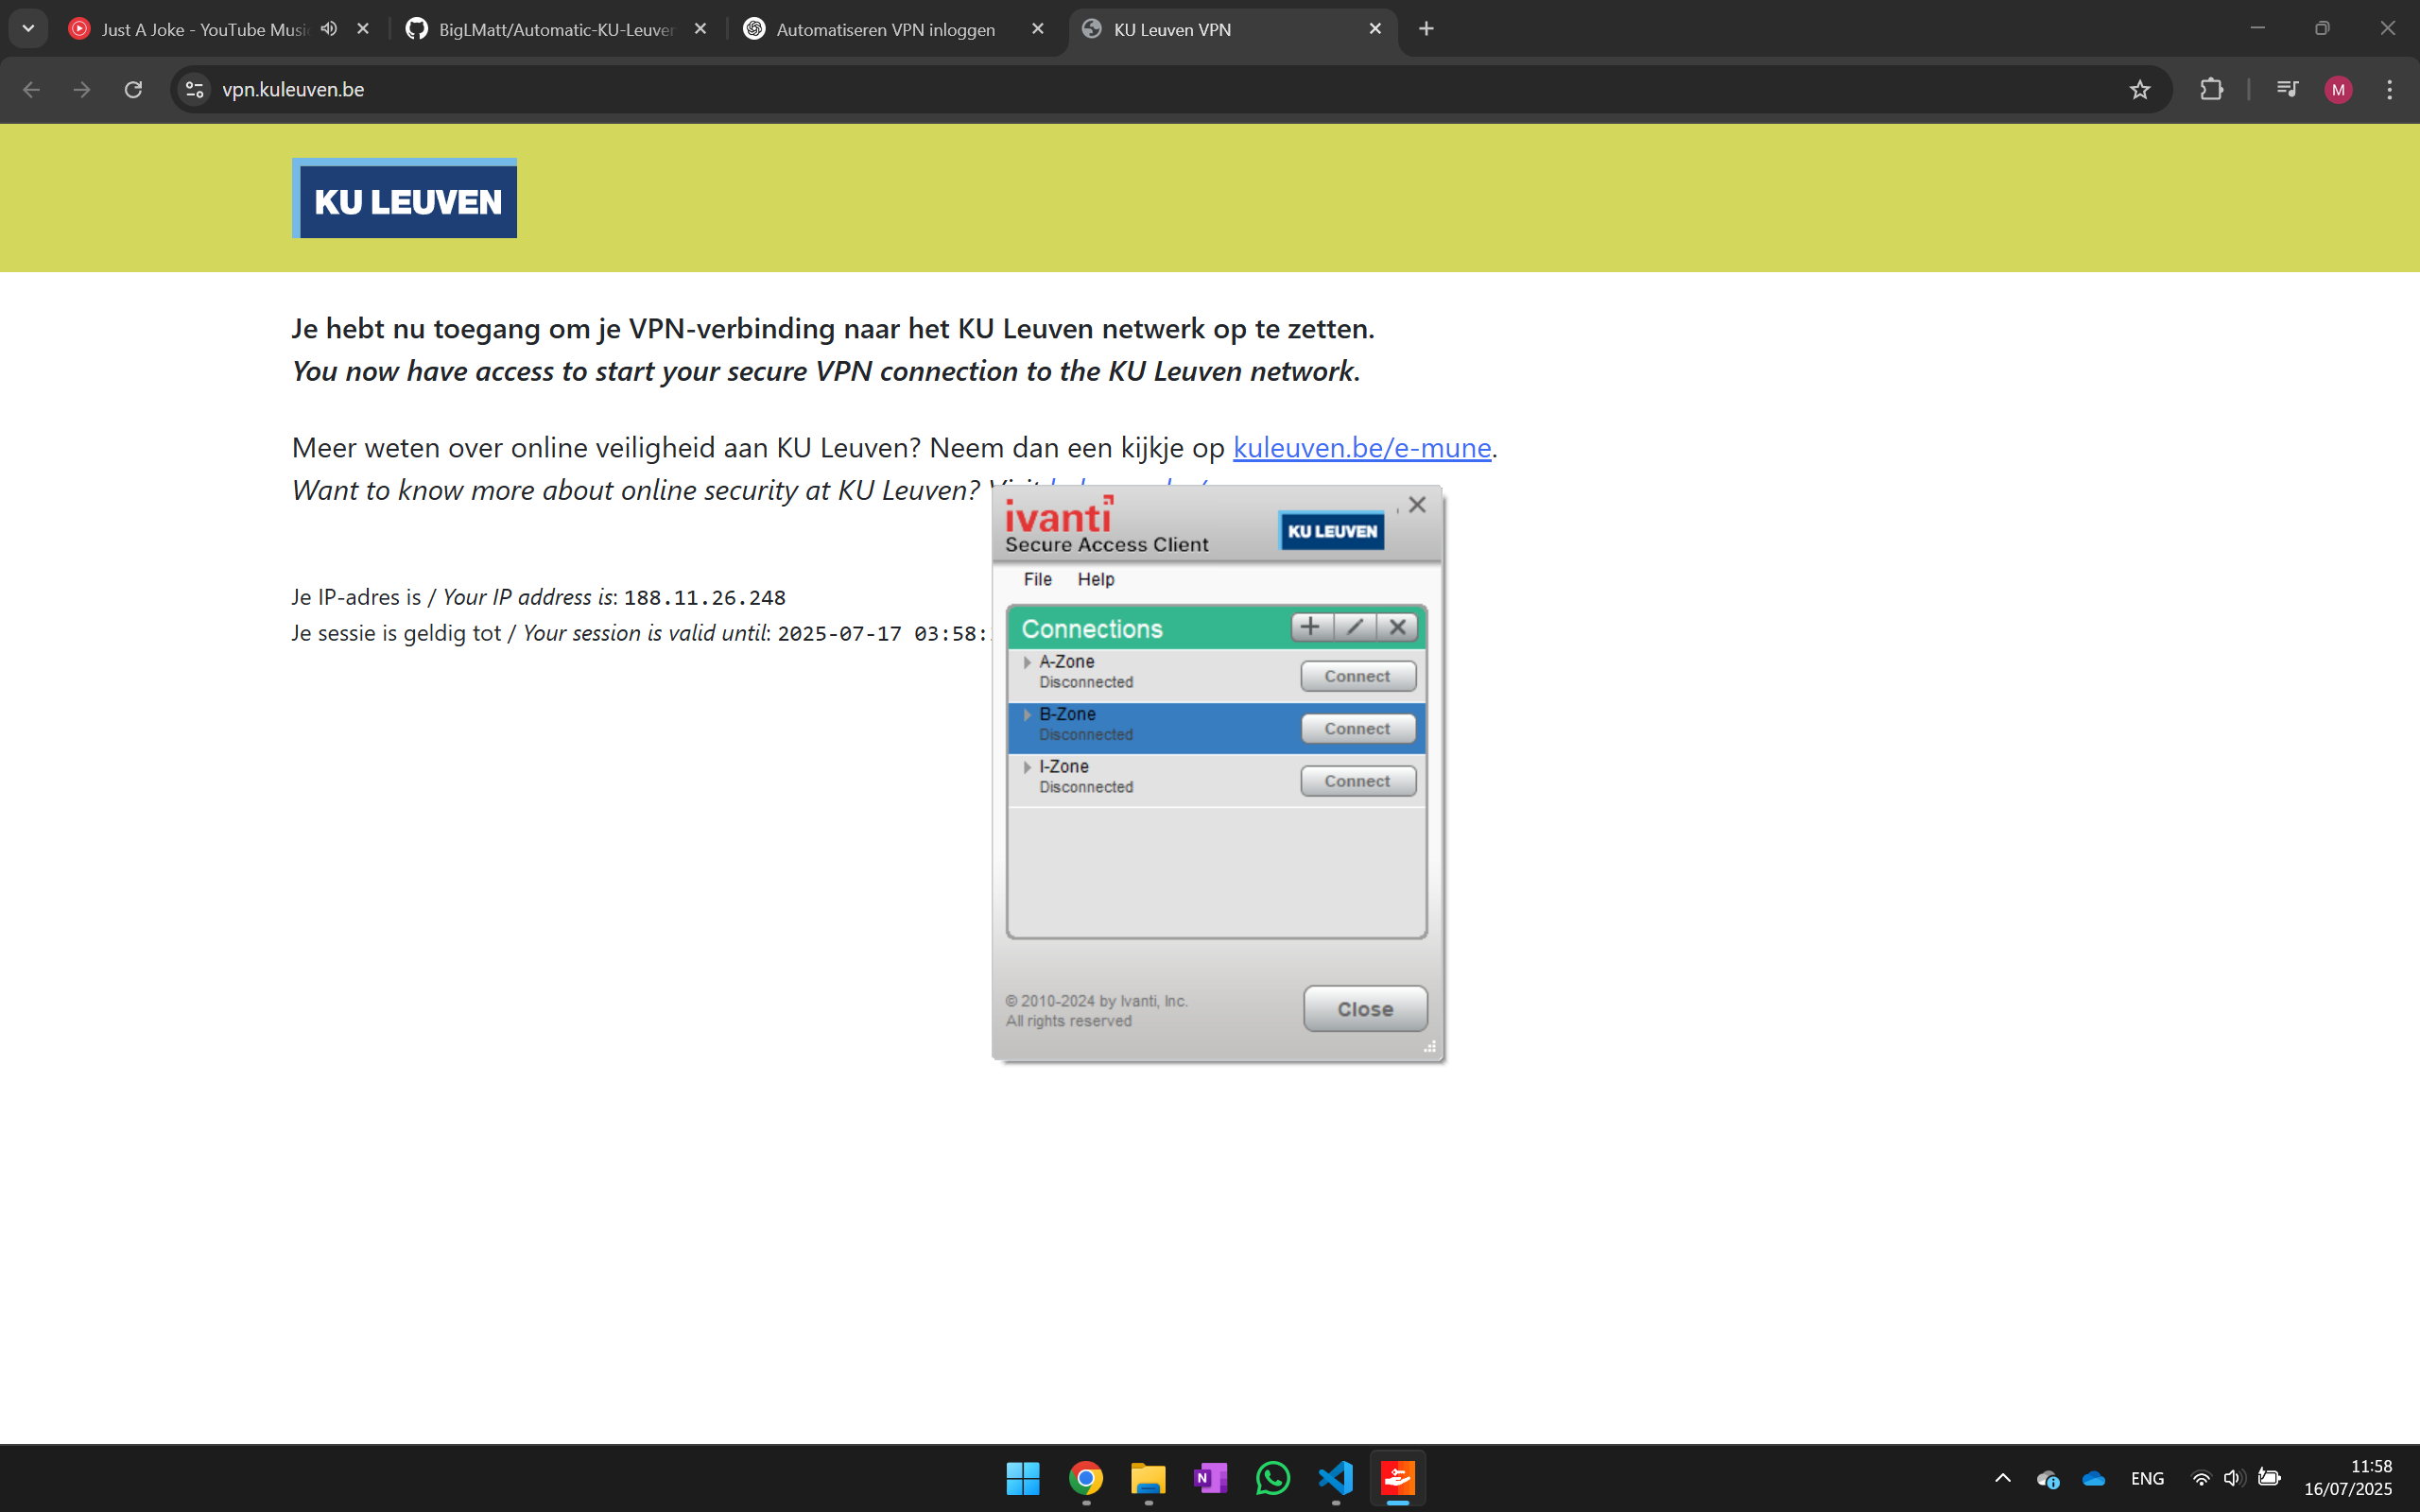 Just A Joke - YouTube Musi
BigLMatt/Automatic-KU-Leuven
Automatiseren VPN inloggen
KU Leuven VPN
vpn.kuleuven.be
M
KU LEUVEN
Je hebt nu toegang om je VPN-verbinding naar het KU Leuven netwerk op te zetten.
You now have access to start your secure VPN connection to the KU Leuven network.
Meer weten over online veiligheid aan KU Leuven? Neem dan een kijkje op kuleuven.be/e-mune.
Want to know more about online security at KU Leuven? Visit
Je IP-adres is / Your IP address is: 188.11.26.248
Je sessie is geldig tot / Your session is valid until: 2025-07-17 03:58:
ivanti
Secure Access Client
KU LEUVEN
File Help
Connections
A-Zone
Disconnected
Connect
B-Zone
Disconnected
Connect
I-Zone
Disconnected
Connect
© 2010-2024 by Ivanti, Inc.
All rights reserved
Close
N
ENG
11:58
16/07/2025